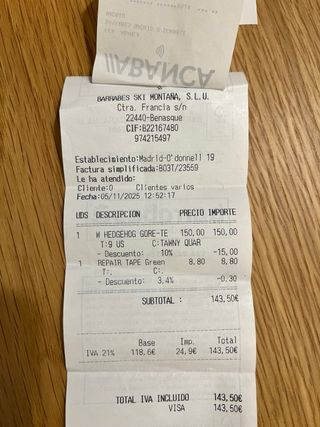 ABANCA
BARRABES SKI MONTAÑA, S.L.U.
Ctra. Francia s/n
22440-Benasque
CIF:B22167480
974215497
Establecimiento:Madrid-O'donnell 19
Factura simplificada:B03T/23559
Le ha atendido:
Cliente:0 Clientes varios
Fecha:05/11/2025 12:52:17
UDS DESCRIPCION PRECIO IMPORTE
1 W HEDGEHOG GORE-TE 150,00 150,00
T:9 US C:TAWNY QUAR
- Descuento: 10% -15,00
1 REPAIR TAPE Green 8,80 8,80
T:. C:.
- Descuento: 3.4% -0,30
SUBTOTAL : 143,50€
Base Imp. Total
IVA 21% 118,6€ 24,9€ 143,50€
TOTAL IVA INCLUIDO 143,50€
VISA 143,50€